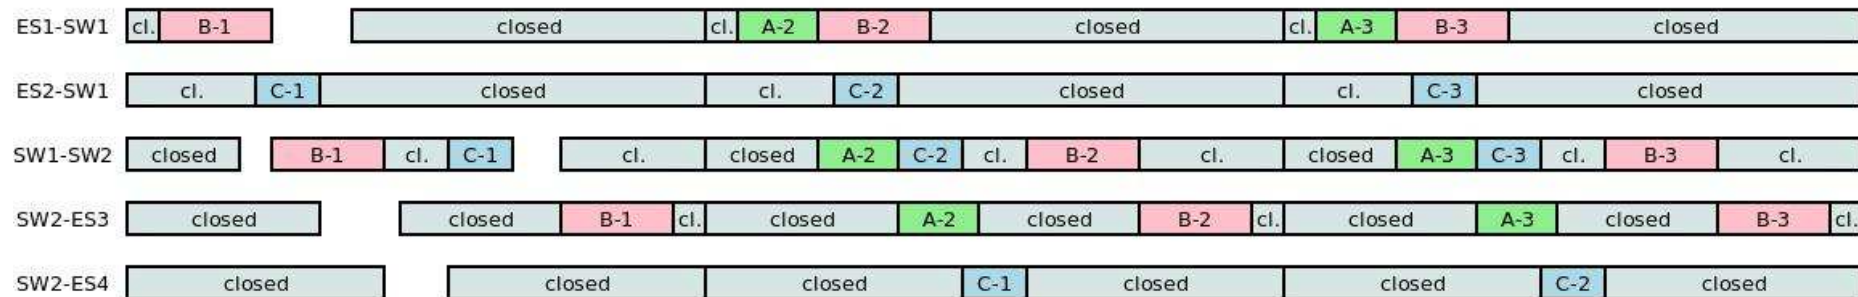 ES1-SW1 cl. B-1 closed cl. A-2 B-2 closed cl. A-3 B-3 closed
ES2-SW1 cl. C-1 closed cl. C-2 closed cl. C-3 closed
SW1-SW2 closed B-1 cl. C-1 cl. closed A-2 C-2 cl. B-2 cl. closed A-3 C-3 cl. B-3 cl.
SW2-ES3 closed closed B-1 cl. closed A-2 closed B-2 cl. closed A-3 closed B-3 cl.
SW2-ES4 closed closed closed C-1 closed closed C-2 closed